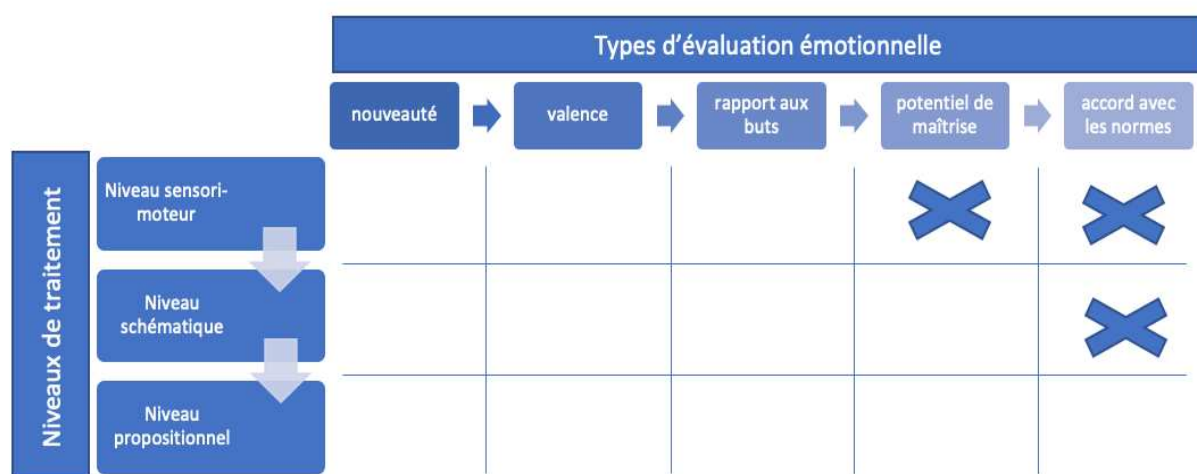 Types d'évaluation émotionnelle
nouveauté
valence
rapport aux
buts
potentiel de
maîtrise
accord avec
les normes
Niveaux de traitement
Niveau sensori-
moteur
Niveau
schématique
Niveau
propositionnel